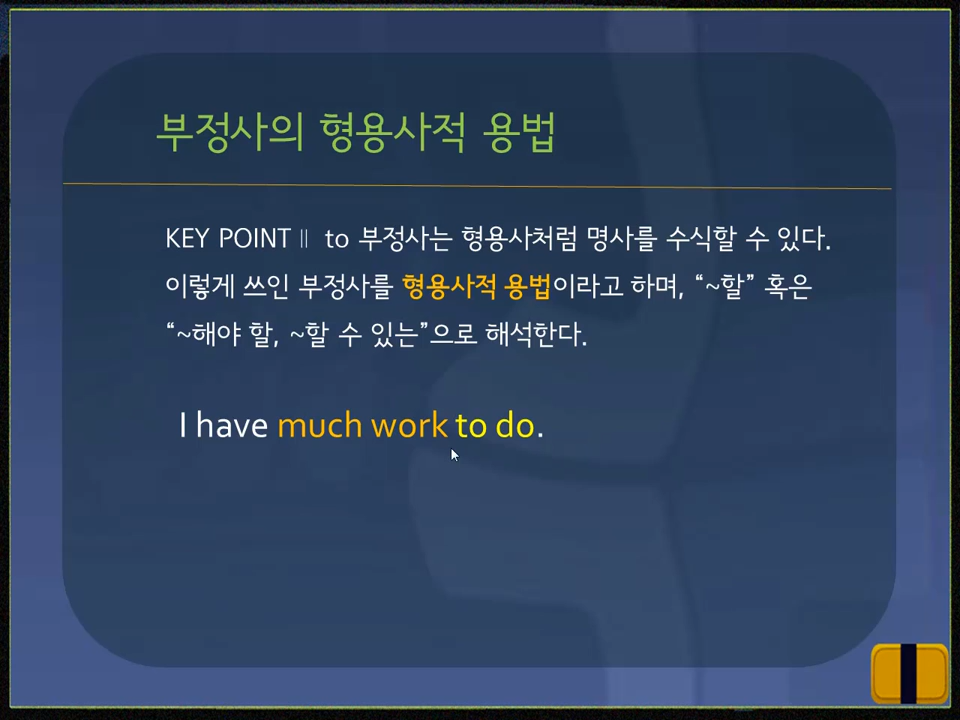 부정사의 형용사적 용법
KEY POINTⅡ to 부정사는 형용사처럼 명사를 수식할 수 있다.
이렇게 쓰인 부정사를 형용사적 용법이라고 하며, “~할” 혹은
“~해야 할, ~할 수 있는”으로 해석한다.
I have much work to do.